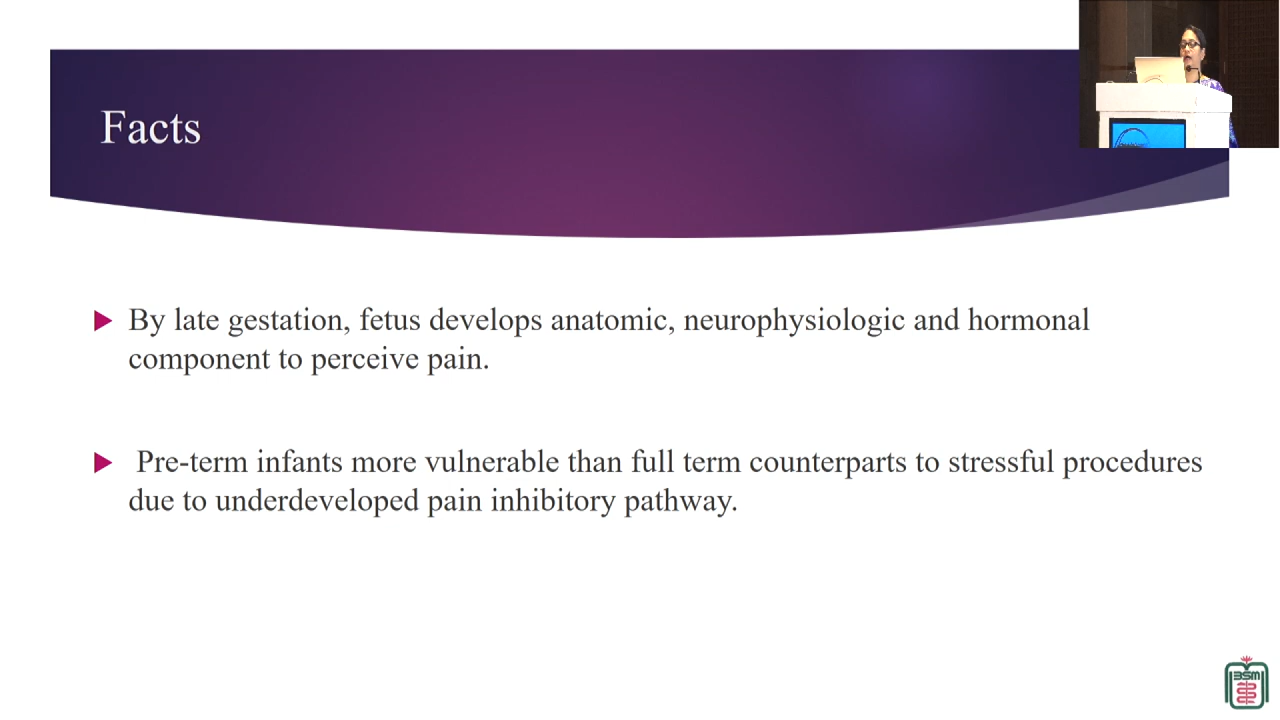 Facts
By late gestation, fetus develops anatomic, neurophysiologic and hormonal
component to perceive pain.
Pre-term infants more vulnerable than full term counterparts to stressful procedures
due to underdeveloped pain inhibitory pathway.
BSM